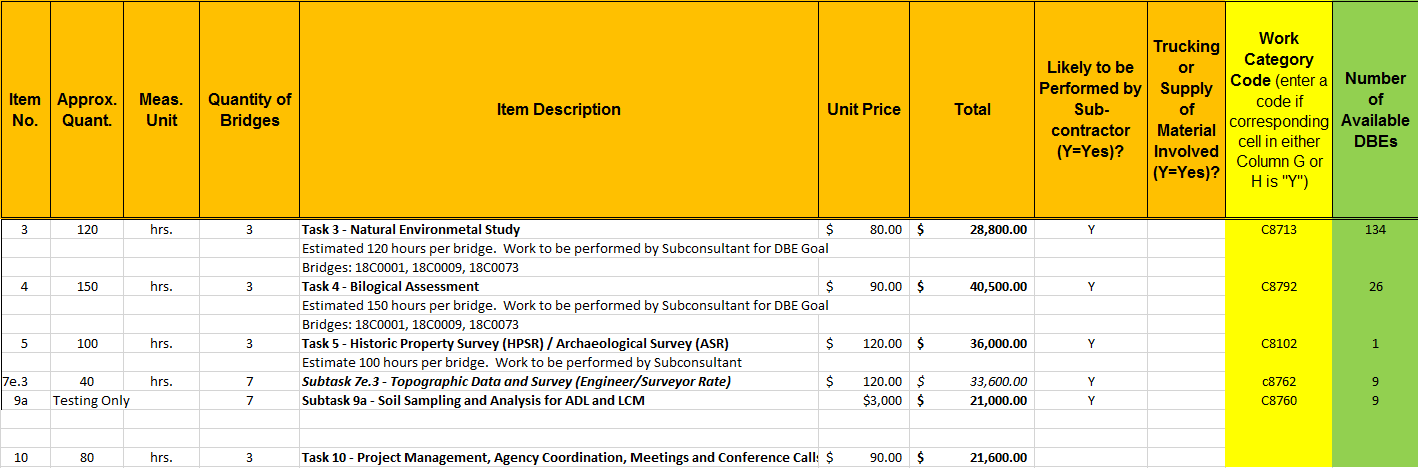 Item No. Approx. Quant. Meas. Unit Quantity of Bridges Item Description Unit Price Total Likely to be Performed by Sub-contractor (Y=Yes)? Trucking or Supply of Material Involved (Y=Yes)? Work Category Code (enter a code if corresponding cell in either Column G or H is "Y") Number of Available DBEs
3 120 hrs. 3 Task 3 - Natural Environmetal Study $ 80.00 $ 28,800.00 Y C8713 134
Estimated 120 hours per bridge. Work to be performed by Subconsultant for DBE Goal
Bridges: 18C0001, 18C0009, 18C0073
4 150 hrs. 3 Task 4 - Bilogical Assessment $ 90.00 $ 40,500.00 Y C8792 26
Estimated 150 hours per bridge. Work to be performed by Subconsultant for DBE Goal
Bridges: 18C0001, 18C0009, 18C0073
5 100 hrs. 3 Task 5 - Historic Property Survey (HPSR) / Archaeological Survey (ASR) $ 120.00 $ 36,000.00 Y C8102 1
Estimate 100 hours per bridge. Work to be performed by Subconsultant
7e.3 40 hrs. 7 Subtask 7e.3 - Topographic Data and Survey (Engineer/Surveyor Rate) $ 120.00 $ 33,600.00 Y c8762 9
9a Testing Only 7 Subtask 9a - Soil Sampling and Analysis for ADL and LCM $3,000 $ 21,000.00 Y C8760 9
10 80 hrs. 3 Task 10 - Project Management, Agency Coordination, Meetings and Conference Calls $ 90.00 $ 21,600.00